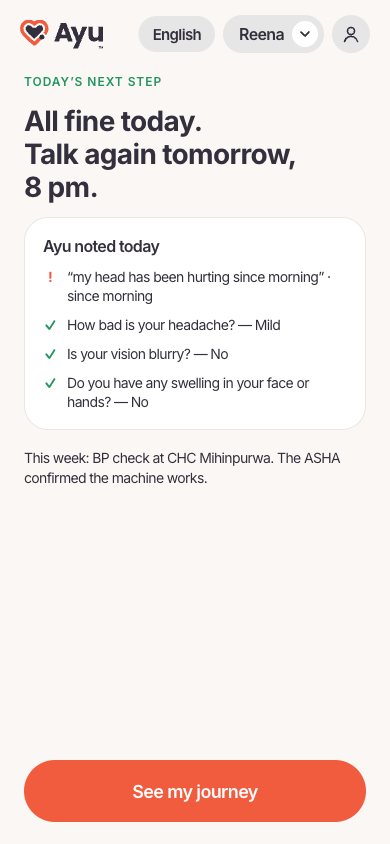 Ayu™
English
Reena
TODAY’S NEXT STEP
All fine today.
Talk again tomorrow,
8 pm.
Ayu noted today
! “my head has been hurting since morning” ·
since morning
How bad is your headache? — Mild
Is your vision blurry? — No
Do you have any swelling in your face or
hands? — No
This week: BP check at CHC Mihinpurwa. The ASHA
confirmed the machine works.
See my journey